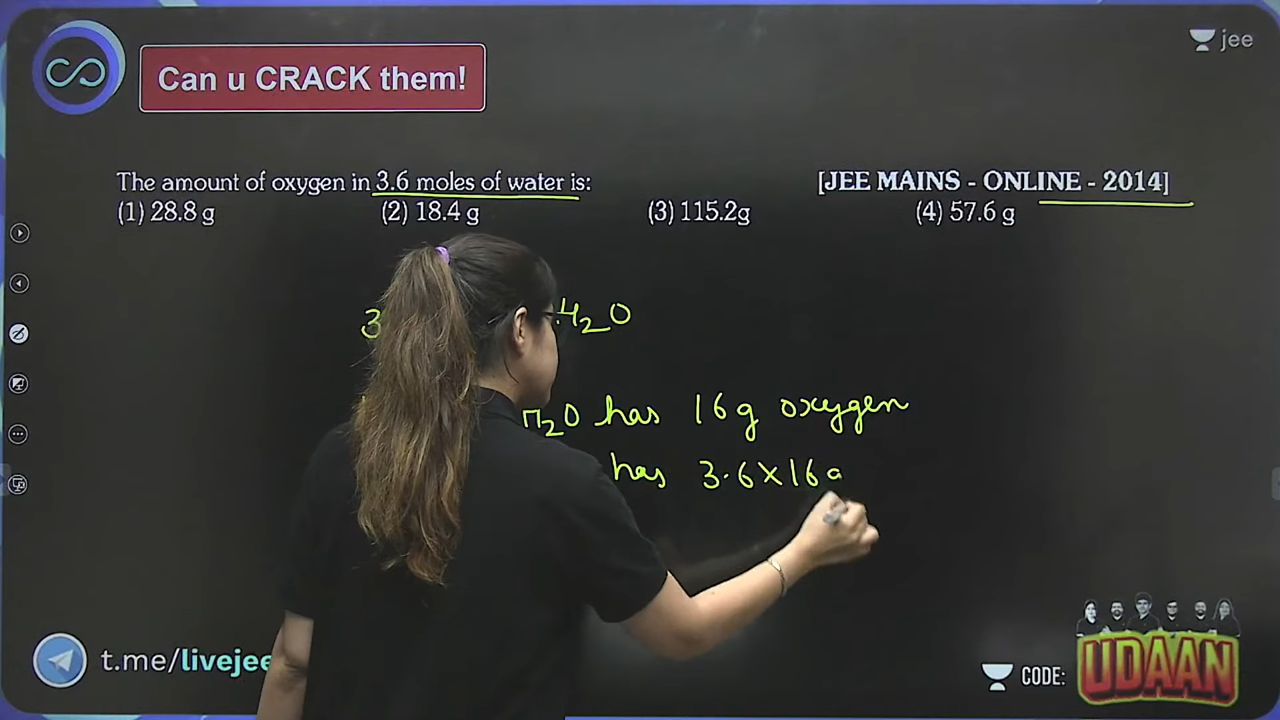 jee
Can u CRACK them!
The amount of oxygen in 3.6 moles of water is: [JEE MAINS - ONLINE - 2014]
(1) 28.8 g (2) 18.4 g (3) 115.2g (4) 57.6 g
3 H₂O
H₂O has 16g oxygen
has 3.6×16
t.me/livejee
CODE: UDAAN